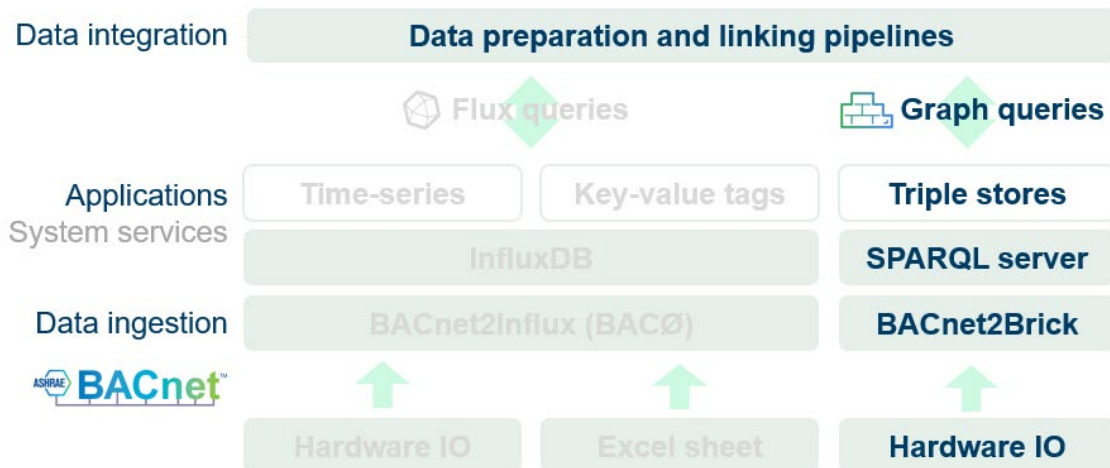 Data integration
Data preparation and linking pipelines
Flux queries
Graph queries
Applications
Time-series
Key-value tags
Triple stores
System services
InfluxDB
SPARQL server
Data ingestion
BACnet2Influx (BACØ)
BACnet2Brick
ASHRAE BACnet™
Hardware IO
Excel sheet
Hardware IO